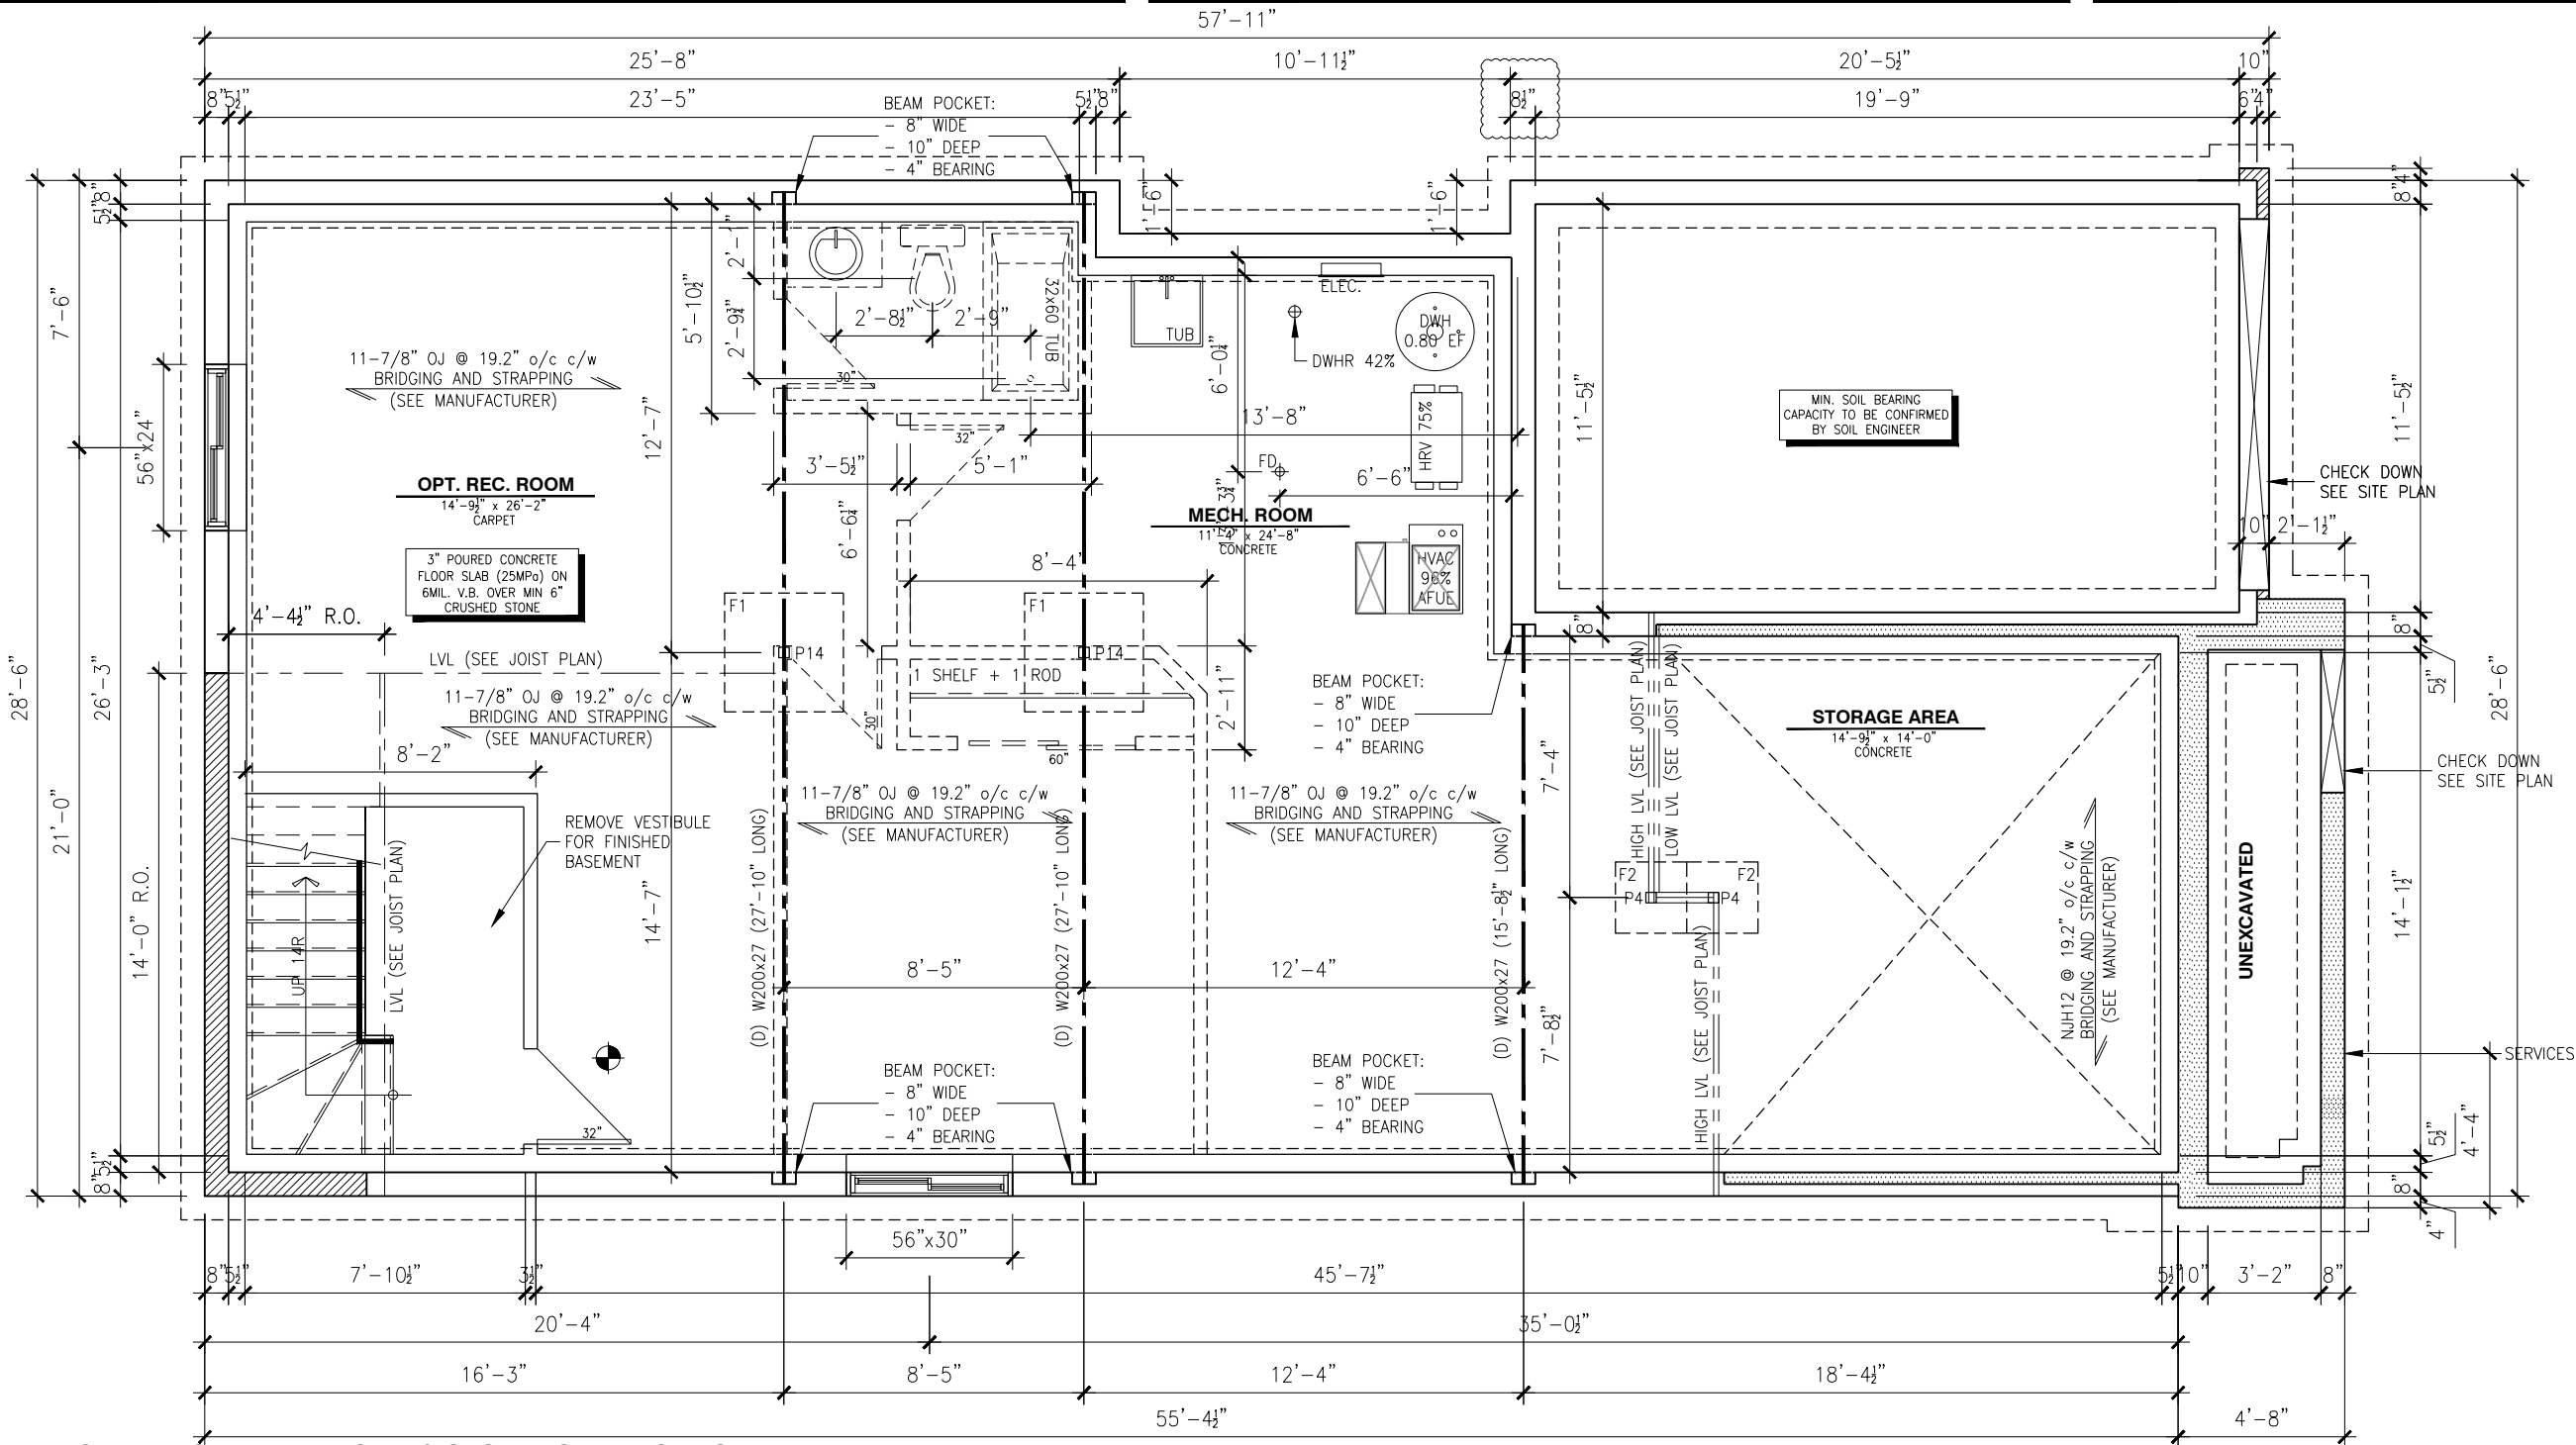 57'-11"
25'-8"
10'-11½"
20'-5½"
10"
8"
5½"
23'-5"
5½"
8"
8½"
19'-9"
6"
4"
BEAM POCKET:
- 8" WIDE
- 10" DEEP
- 4" BEARING
8"
5½"
1'-6"
1'-6"
4"
8"
7'-6"
56"x24"
28'-6"
26'-3"
21'-0"
14'-0" R.O.
5½"
8"
11-7/8" OJ @ 19.2" o/c c/w
BRIDGING AND STRAPPING
(SEE MANUFACTURER)
OPT. REC. ROOM
14'-9½" x 26'-2"
CARPET
3" POURED CONCRETE
FLOOR SLAB (25MPa) ON
6MIL. V.B. OVER MIN 6"
CRUSHED STONE
4'-4½" R.O.
LVL (SEE JOIST PLAN)
11-7/8" OJ @ 19.2" o/c c/w
BRIDGING AND STRAPPING
(SEE MANUFACTURER)
8'-2"
12'-7"
14'-7"
5'-10½"
2'-1"
2'-9¾"
2'-8½"
2'-9"
32x60 TUB
30"
32"
3'-5½"
5'-1"
6'-6¼"
8'-4"
F1
P14
F1
P14
1 SHELF + 1 ROD
30"
60"
2'-11"
TUB
ELEC.
DWH
0.80 EF
DWHR 42%
6'-0¼"
13'-8"
HRV 75%
FD
6'-6"
MECH. ROOM
11'-4" x 24'-8"
CONCRETE
HVAC
96%
AFUE
11'-5½"
MIN. SOIL BEARING
CAPACITY TO BE CONFIRMED
BY SOIL ENGINEER
11'-5½"
CHECK DOWN
SEE SITE PLAN
10"
2'-1½"
8"
8"
5½"
28'-6"
BEAM POCKET:
- 8" WIDE
- 10" DEEP
- 4" BEARING
STORAGE AREA
14'-9½" x 14'-0"
CONCRETE
HIGH LVL (SEE JOIST PLAN)
LOW LVL (SEE JOIST PLAN)
7'-4"
CHECK DOWN
SEE SITE PLAN
REMOVE VESTIBULE
FOR FINISHED
BASEMENT
LVL (SEE JOIST PLAN)
UP 14R
32"
11-7/8" OJ @ 19.2" o/c c/w
BRIDGING AND STRAPPING
(SEE MANUFACTURER)
11-7/8" OJ @ 19.2" o/c c/w
BRIDGING AND STRAPPING
(SEE MANUFACTURER)
(D) W200x27 (27'-10" LONG)
(D) W200x27 (27'-10" LONG)
(D) W200x27 (15'-8½" LONG)
8'-5"
12'-4"
F2
P4
F2
P4
HIGH LVL (SEE JOIST PLAN)
7'-8½"
NJH12 @ 19.2" o/c c/w
BRIDGING AND STRAPPING
(SEE MANUFACTURER)
UNEXCAVATED
14'-1½"
SERVICES
4'-4"
5½"
8"
4"
BEAM POCKET:
- 8" WIDE
- 10" DEEP
- 4" BEARING
BEAM POCKET:
- 8" WIDE
- 10" DEEP
- 4" BEARING
56"x30"
8"
5½"
7'-10½"
3½"
45'-7½"
5½"
10"
3'-2"
8"
20'-4"
35'-0½"
16'-3"
8'-5"
12'-4"
18'-4½"
55'-4½"
4'-8"